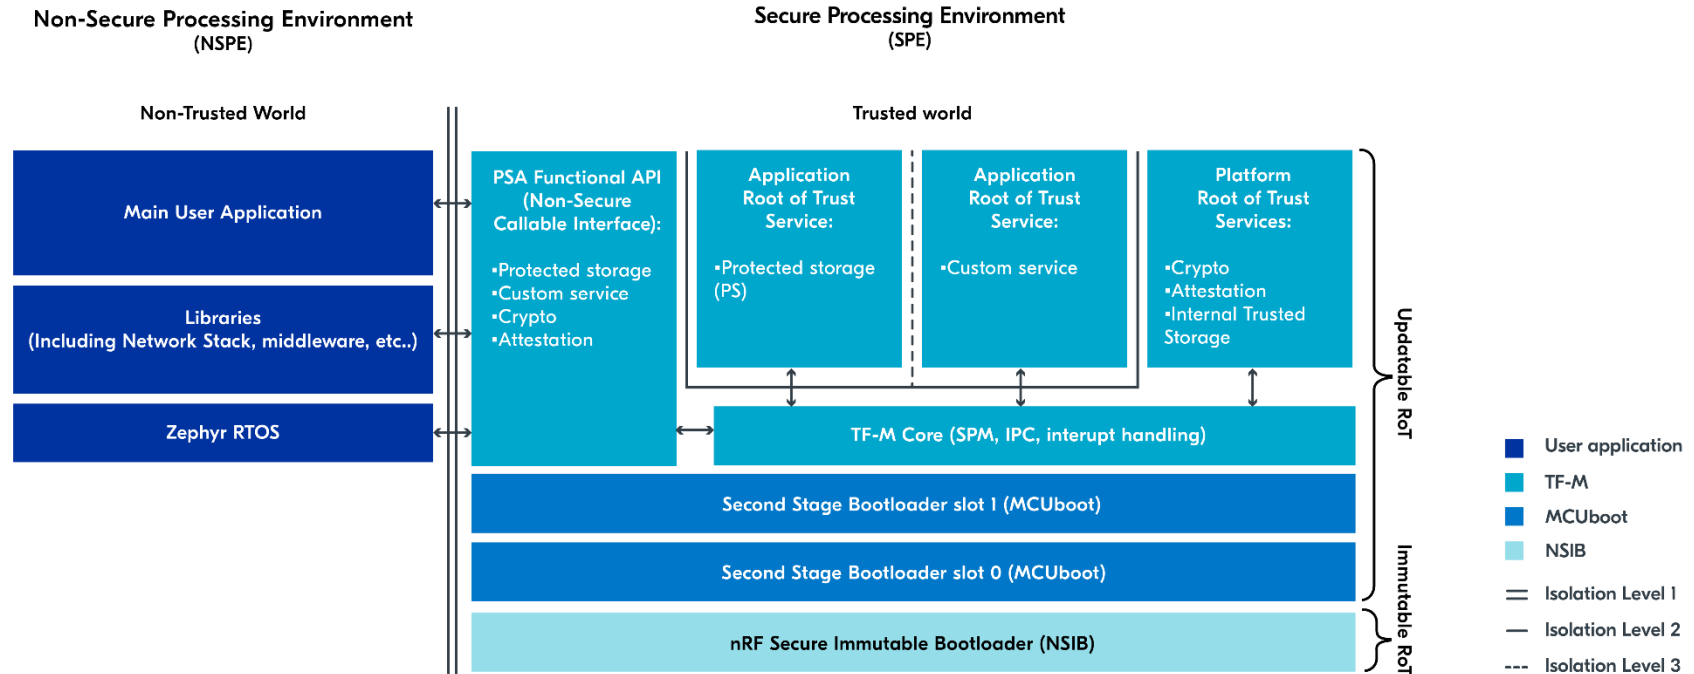 Non-Secure Processing Environment
(NSPE)
Secure Processing Environment
(SPE)
Non-Trusted World
Trusted world
Main User Application
Libraries
(Including Network Stack, middleware, etc..)
Zephyr RTOS
PSA Functional API
(Non-Secure
Callable Interface):
▪Protected storage
▪Custom service
▪Crypto
▪Attestation
Application
Root of Trust
Service:
▪Protected storage
(PS)
Application
Root of Trust
Service:
▪Custom service
Platform
Root of Trust
Services:
▪Crypto
▪Attestation
▪Internal Trusted
Storage
TF-M Core (SPM, IPC, interupt handling)
Second Stage Bootloader slot 1 (MCUboot)
Second Stage Bootloader slot 0 (MCUboot)
nRF Secure Immutable Bootloader (NSIB)
Updatable RoT
Immutable RoT
User application
TF-M
MCUboot
NSIB
Isolation Level 1
Isolation Level 2
Isolation Level 3